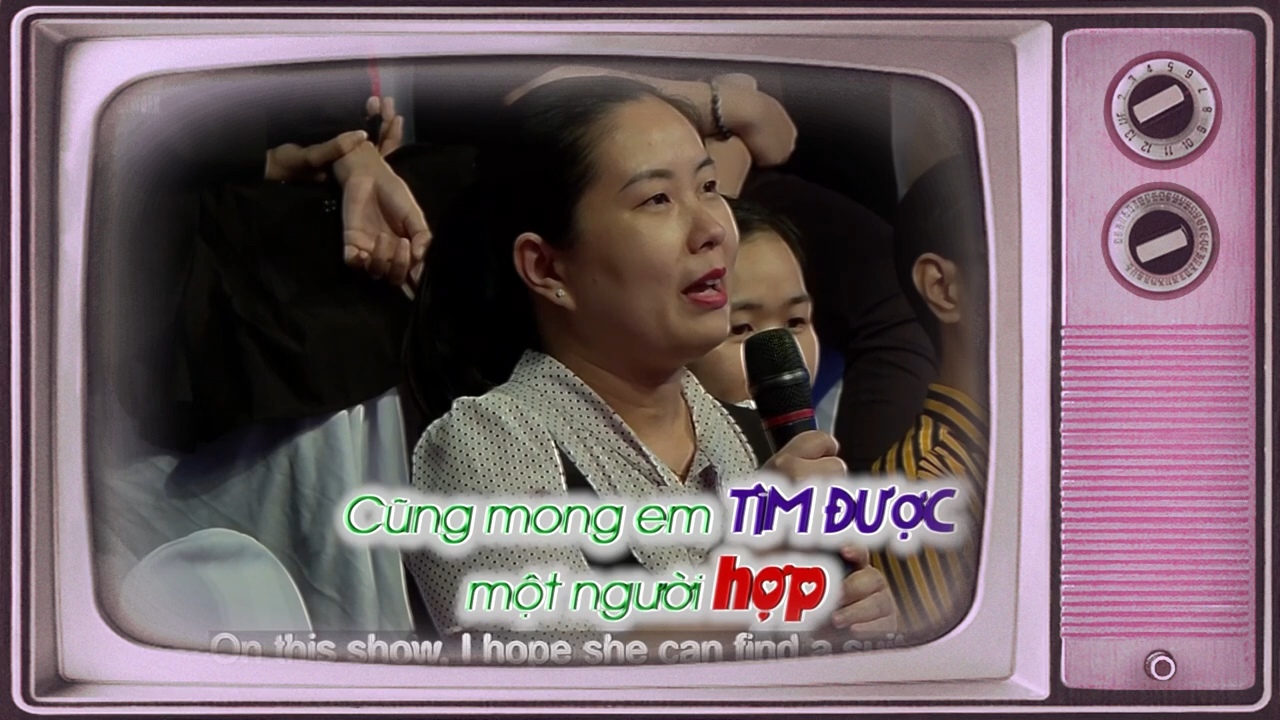 Cũng mong em TÌM ĐƯỢC
một người hợp
On this show, I hope she can find a